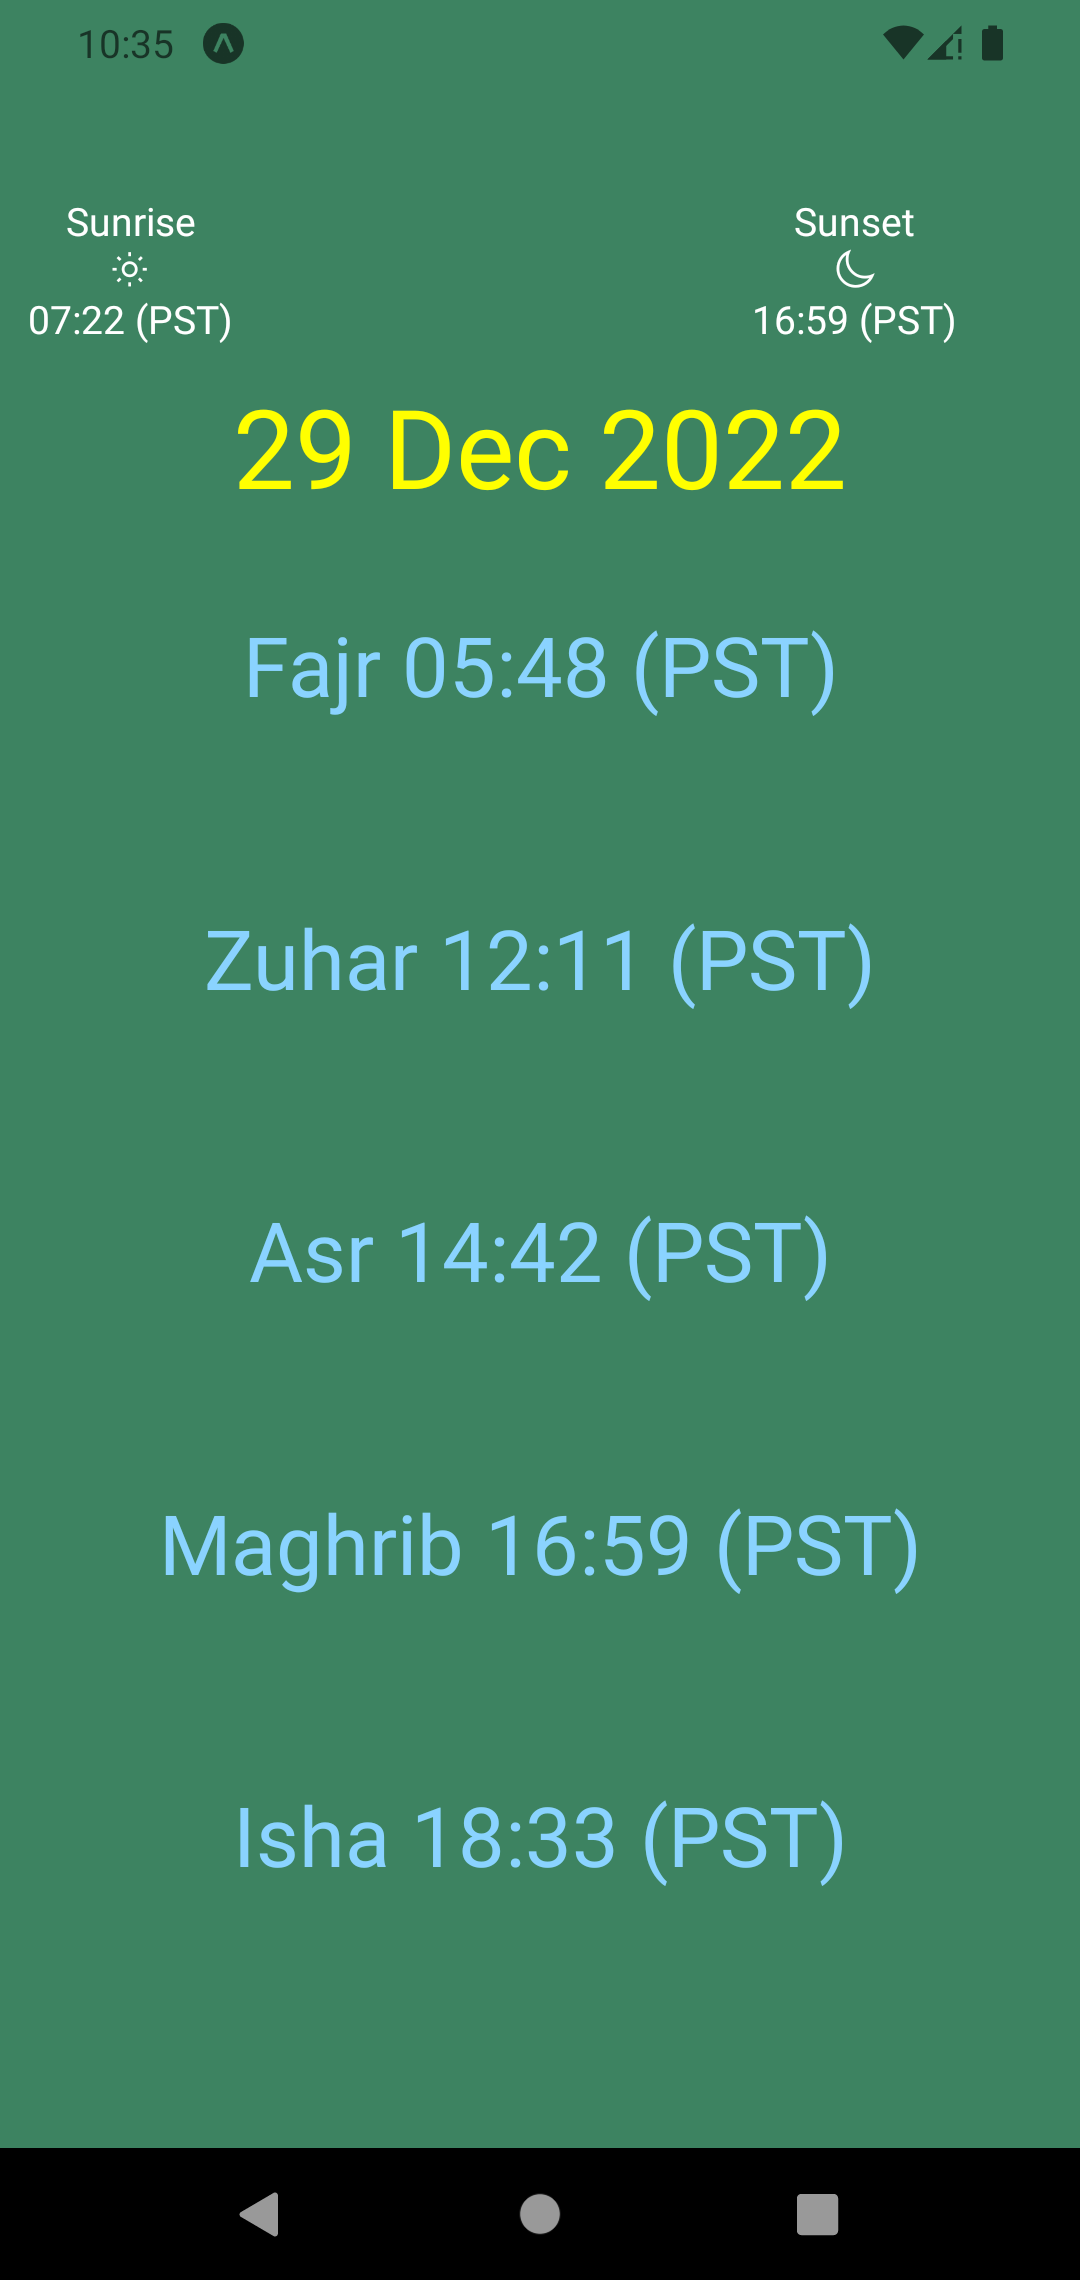 10:35
Sunrise
Sunset
07:22 (PST)
16:59 (PST)
29 Dec 2022
Fajr 05:48 (PST)
Zuhar 12:11 (PST)
Asr 14:42 (PST)
Maghrib 16:59 (PST)
Isha 18:33 (PST)